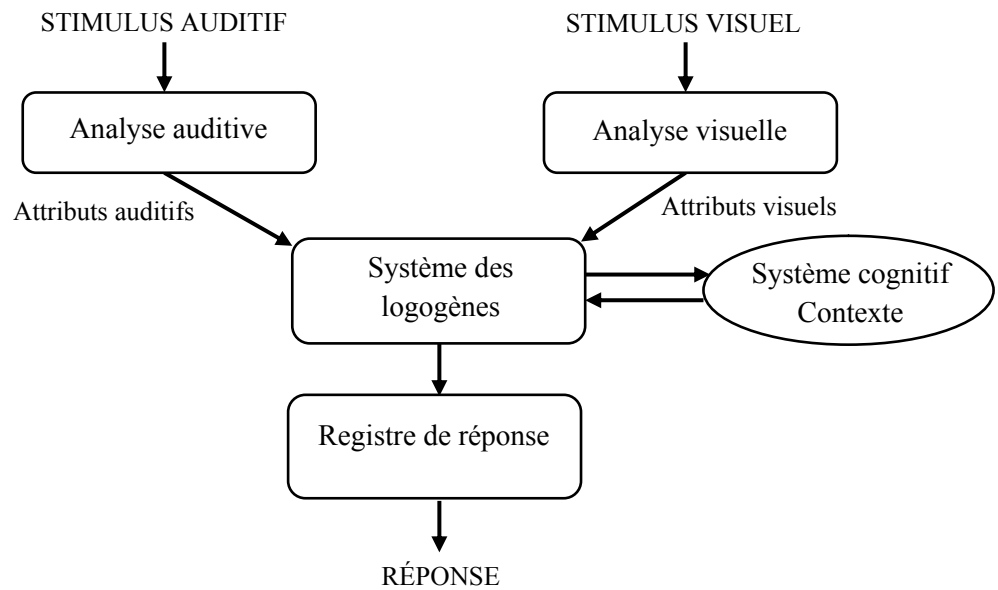 STIMULUS AUDITIF
STIMULUS VISUEL
Analyse auditive
Analyse visuelle
Attributs auditifs
Attributs visuels
Système des
logogènes
Système cognitif
Contexte
Registre de réponse
RÉPONSE